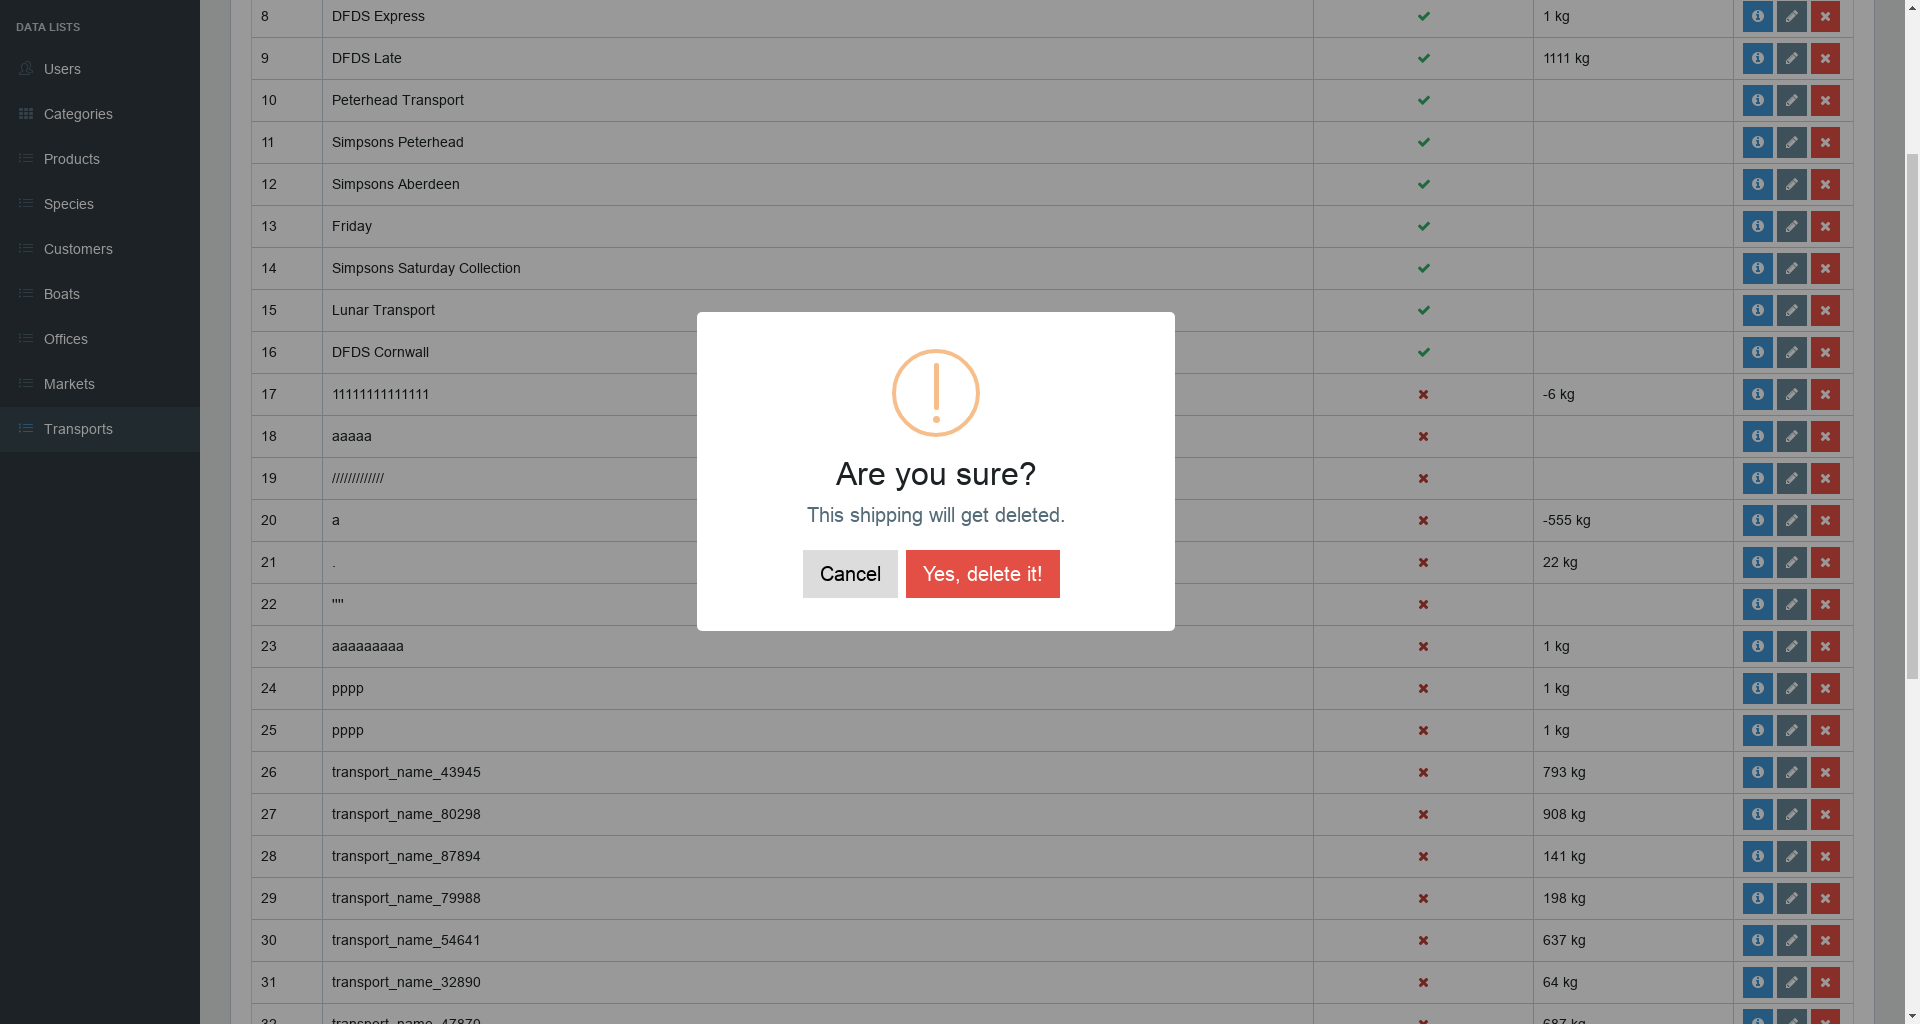 DATA LISTS
Users
Categories
Products
Species
Customers
Boats
Offices
Markets
Transports
8 DFDS Express 1 kg
9 DFDS Late 1111 kg
10 Peterhead Transport
11 Simpsons Peterhead
12 Simpsons Aberdeen
13 Friday
14 Simpsons Saturday Collection
15 Lunar Transport
16 DFDS Cornwall
17 11111111111111 -6 kg
18 aaaaa
19 /////////////
20 a -555 kg
21 . 22 kg
22 ""
23 aaaaaaaaa 1 kg
24 pppp 1 kg
25 pppp 1 kg
26 transport_name_43945 793 kg
27 transport_name_80298 908 kg
28 transport_name_87894 141 kg
29 transport_name_79988 198 kg
30 transport_name_54641 637 kg
31 transport_name_32890 64 kg
32 transport_name_47870 687 kg
Are you sure?
This shipping will get deleted.
Cancel
Yes, delete it!